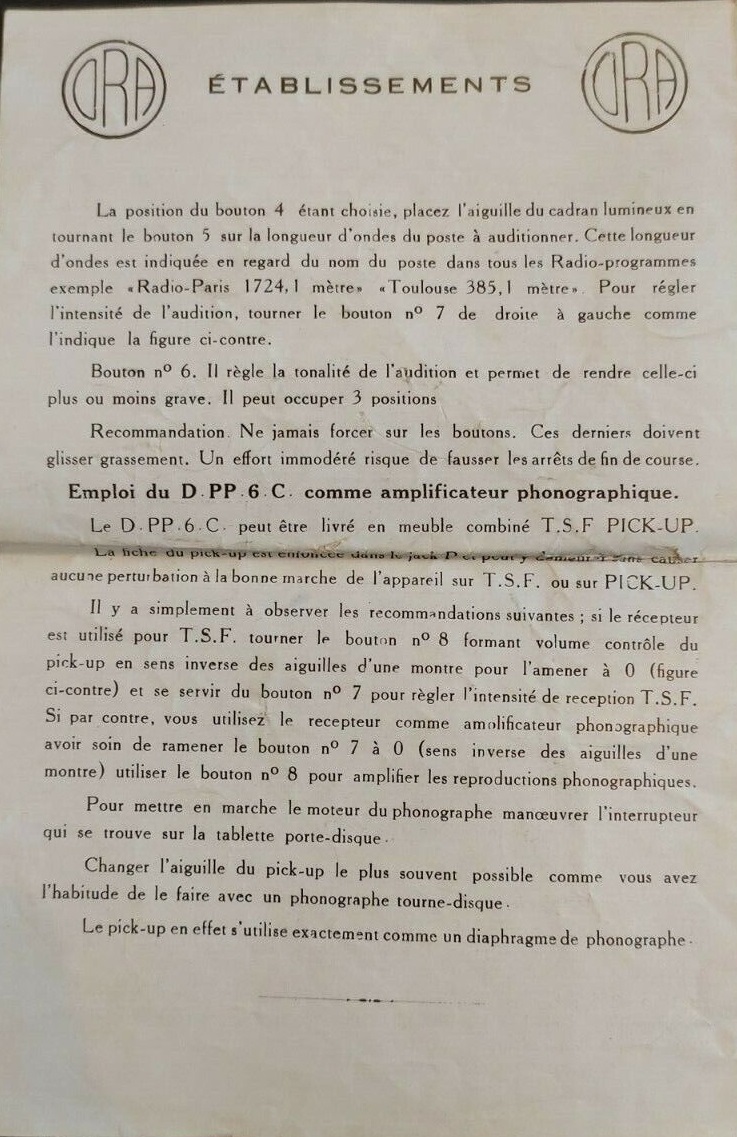 ORA ÉTABLISSEMENTS ORA
La position du bouton 4 étant choisie, placez l'aiguille du cadran lumineux en
tournant le bouton 5 sur la longueur d'ondes du poste à auditionner. Cette longueur
d'ondes est indiquée en regard du nom du poste dans tous les Radio-programmes
exemple «Radio-Paris 1724,1 mètre» «Toulouse 385,1 mètre». Pour régler
l'intensité de l'audition, tourner le bouton nº 7 de droite à gauche comme
l'indique la figure ci-contre.
Bouton nº 6. Il règle la tonalité de l'audition et permet de rendre celle-ci
plus ou moins grave. Il peut occuper 3 positions
Recommandation. Ne jamais forcer sur les boutons. Ces derniers doivent
glisser grassement. Un effort immodéré risque de fausser les arrêts de fin de course.
Emploi du D.PP.6.C. comme amplificateur phonographique.
Le D.PP.6.C. peut être livré en meuble combiné T.S.F PICK-UP.
La fiche du pick-up est enfoncée dans le jack P et peut y demeurer sans causer
aucune perturbation à la bonne marche de l'appareil sur T.S.F. ou sur PICK-UP.
Il y a simplement à observer les recommandations suivantes ; si le récepteur
est utilisé pour T.S.F. tourner le bouton nº 8 formant volume contrôle du
pick-up en sens inverse des aiguilles d'une montre pour l'amener à 0 (figure
ci-contre) et se servir du bouton nº 7 pour règler l'intensité de reception T.S.F.
Si par contre, vous utilisez le recepteur comme amplificateur phonographique
avoir soin de ramener le bouton nº 7 à 0 (sens inverse des aiguilles d'une
montre) utiliser le bouton nº 8 pour amplifier les reproductions phonographiques.
Pour mettre en marche le moteur du phonographe manœuvrer l'interrupteur
qui se trouve sur la tablette porte-disque.
Changer l'aiguille du pick-up le plus souvent possible comme vous avez
l'habitude de le faire avec un phonographe tourne-disque.
Le pick-up en effet s'utilise exactement comme un diaphragme de phonographe.